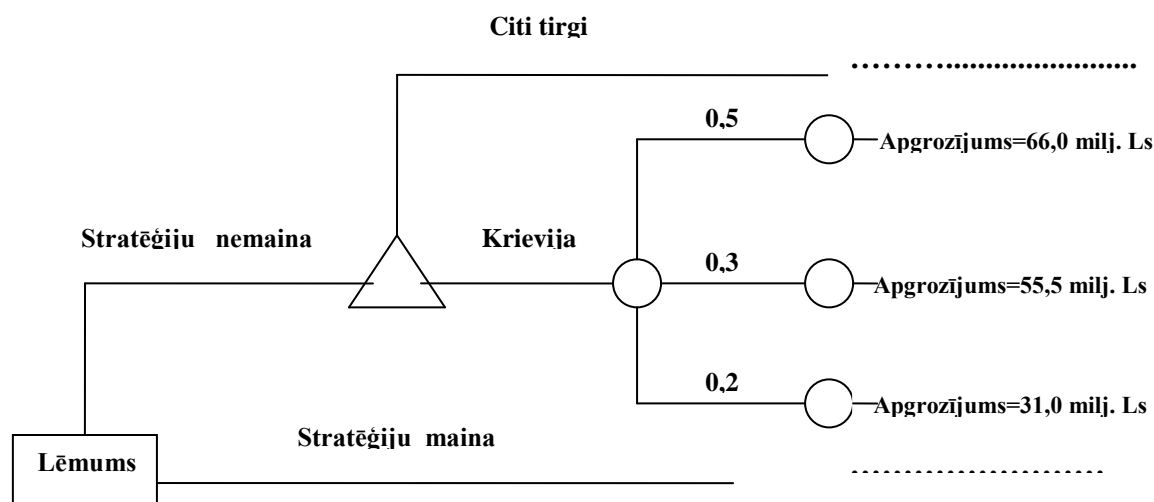 Citi tirgi
………........................
0,5
Apgrozījums=66,0 milj. Ls
Stratēģiju nemaina
Krievija
0,3
Apgrozījums=55,5 milj. Ls
0,2
Apgrozījums=31,0 milj. Ls
Stratēģiju maina
Lēmums
……………………